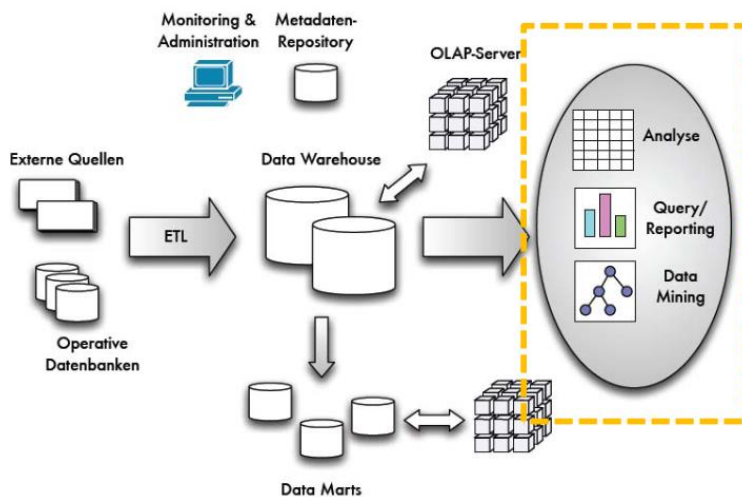 Monitoring &
Administration
Metadaten-
Repository
OLAP-Server
Externe Quellen
Data Warehouse
Analyse
ETL
Query/
Reporting
Data
Mining
Operative
Datenbanken
Data Marts